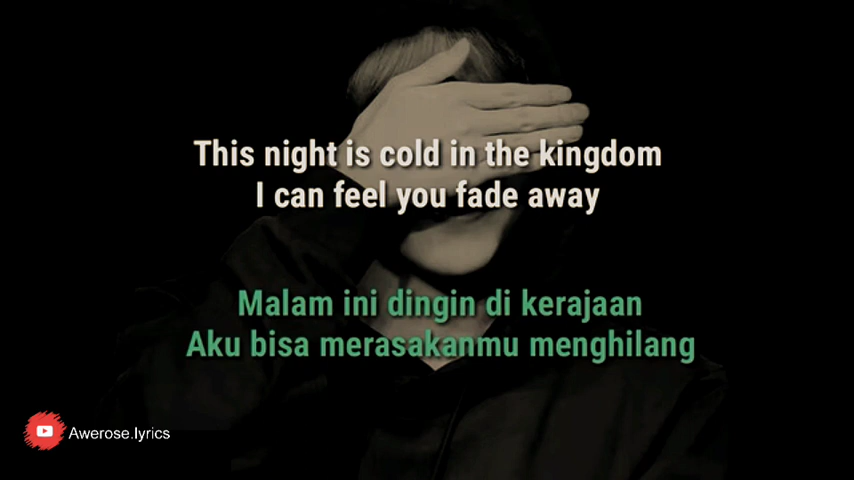 This night is cold in the kingdom
I can feel you fade away
Malam ini dingin di kerajaan
Aku bisa merasakanmu menghilang
Awerose.lyrics